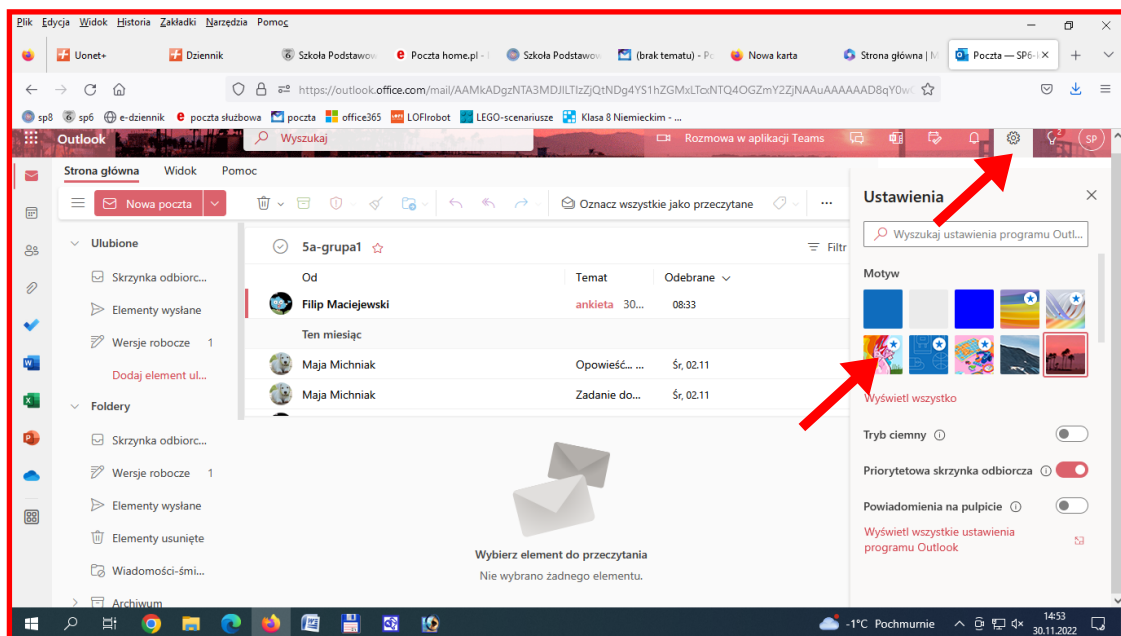 Plik Edycja Widok Historia Zakładki Narzędzia Pomoc
Uonet+ Dziennik Szkoła Podstawow Poczta home.pl - Szkoła Podstawow (brak tematu) - Po Nowa karta Strona główna | M Poczta — SP6-
https://outlook.office.com/mail/
sp8 sp6 e-dziennik poczta służbowa poczta office365 LOFIrobot LEGO-scenariusze Klasa 8 Niemieckim - ...
Outlook Wyszukaj Rozmowa w aplikacji Teams 2 SP
Strona główna Widok Pomoc
Nowa poczta Oznacz wszystkie jako przeczytane ...
Ulubione
Skrzynka odbiorc...
Elementy wysłane
Wersje robocze 1
Dodaj element ul...
Foldery
Skrzynka odbiorc...
Wersje robocze 1
Elementy wysłane
Elementy usunięte
Wiadomości-śmi...
Archiwum
5a-grupa1 Filtr
Od Temat Odebrane
Filip Maciejewski ankieta 30... 08:33
Ten miesiąc
Maja Michniak Opowieść... ... Śr, 02.11
Maja Michniak Zadanie do... Śr, 02.11
Wybierz element do przeczytania
Nie wybrano żadnego elementu.
Ustawienia
Wyszukaj ustawienia programu Outl...
Motyw
Wyświetl wszystko
Tryb ciemny
Priorytetowa skrzynka odbiorcza
Powiadomienia na pulpicie
Wyświetl wszystkie ustawienia
programu Outlook
-1°C Pochmurnie 14:53
30.11.2022